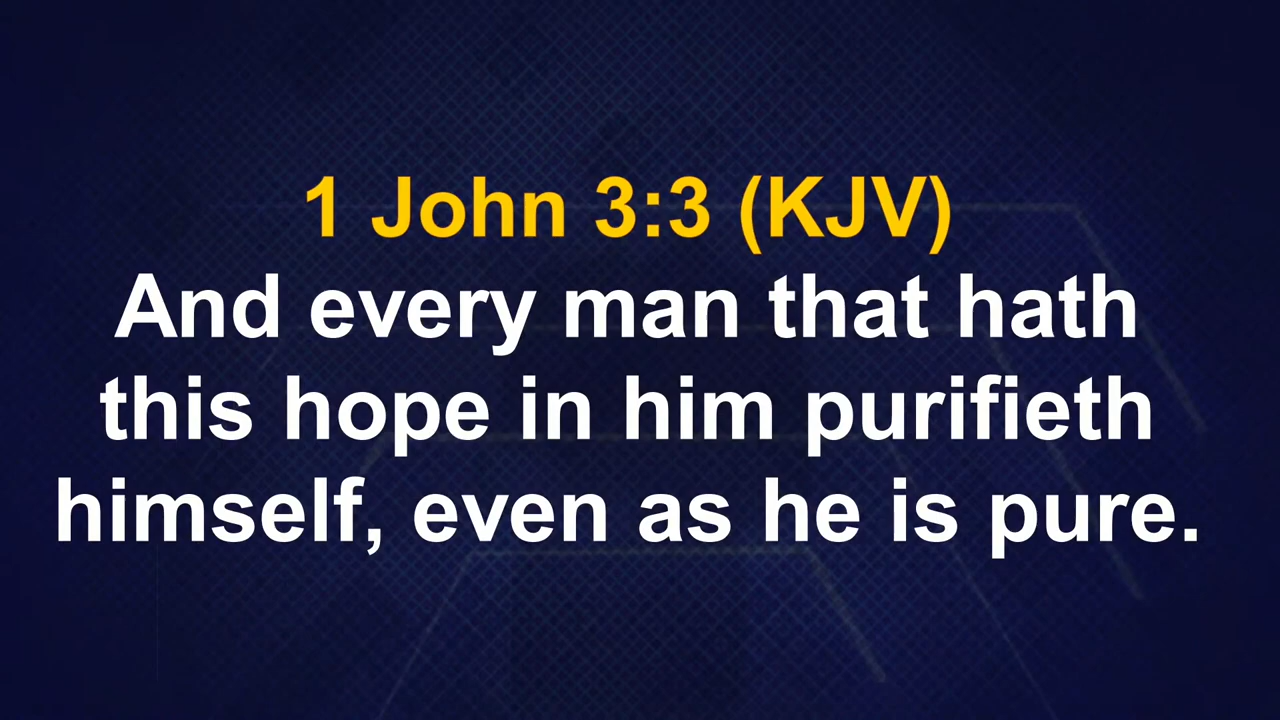 1 John 3:3 (KJV)
And every man that hath
this hope in him purifieth
himself, even as he is pure.